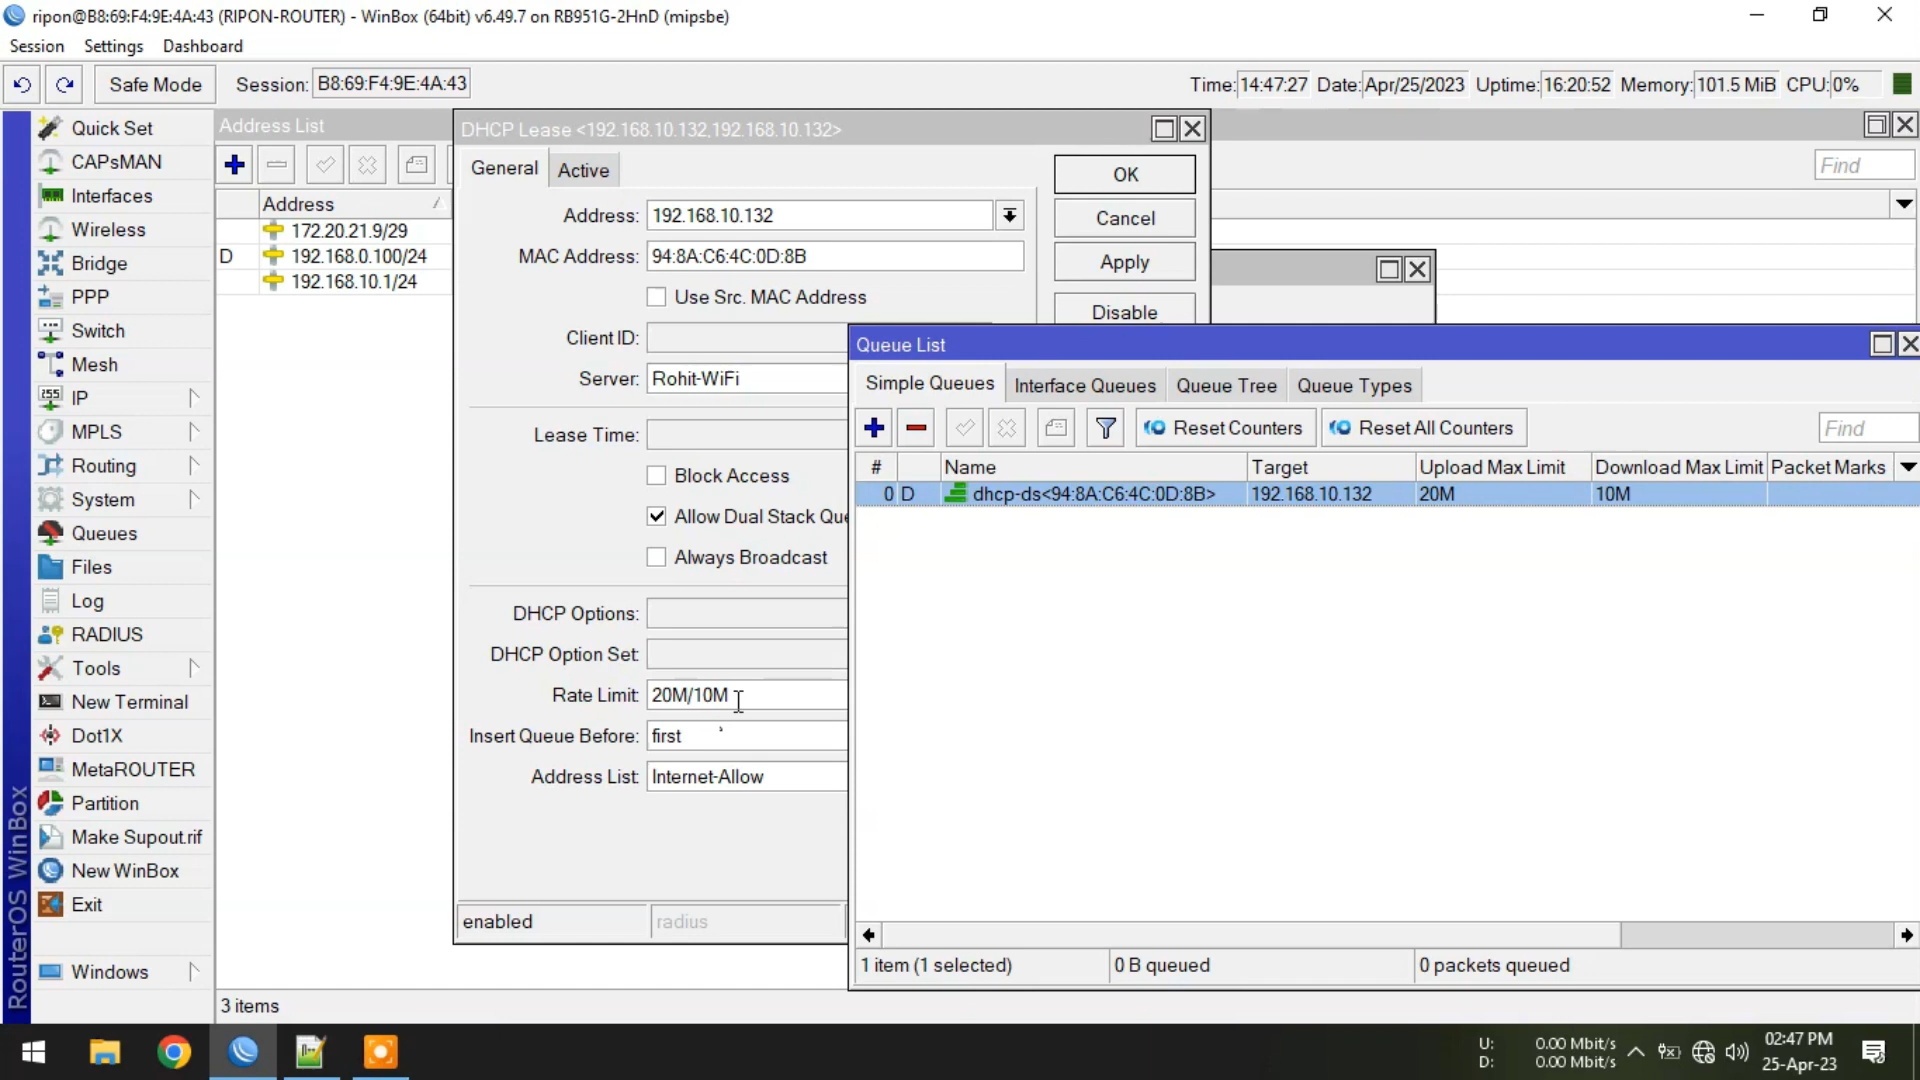 ripon@B8:69:F4:9E:4A:43 (RIPON-ROUTER) - WinBox (64bit) v6.49.7 on RB951G-2HnD (mipsbe)
Session Settings Dashboard
Safe Mode Session: B8:69:F4:9E:4A:43 Time: 14:47:27 Date: Apr/25/2023 Uptime: 16:20:52 Memory: 101.5 MiB CPU: 0%
Quick Set
CAPsMAN
Interfaces
Wireless
Bridge
PPP
Switch
Mesh
IP
MPLS
Routing
System
Queues
Files
Log
RADIUS
Tools
New Terminal
Dot1X
MetaROUTER
Partition
Make Supout.rif
New WinBox
Exit
Windows
RouterOS WinBox
Address List
Find
Address
172.20.21.9/29
D 192.168.0.100/24
192.168.10.1/24
3 items
DHCP Lease <192.168.10.132,192.168.10.132>
General Active
Address: 192.168.10.132
MAC Address: 94:8A:C6:4C:0D:8B
Use Src. MAC Address
Client ID:
Server: Rohit-WiFi
Lease Time:
Block Access
Allow Dual Stack Que
Always Broadcast
DHCP Options:
DHCP Option Set:
Rate Limit: 20M/10M
Insert Queue Before: first
Address List: Internet-Allow
enabled radius
OK
Cancel
Apply
Disable
Queue List
Simple Queues Interface Queues Queue Tree Queue Types
Reset Counters Reset All Counters Find
# Name Target Upload Max Limit Download Max Limit Packet Marks
0 D dhcp-ds<94:8A:C6:4C:0D:8B> 192.168.10.132 20M 10M
1 item (1 selected) 0 B queued 0 packets queued
U: 0.00 Mbit/s
D: 0.00 Mbit/s
02:47 PM
25-Apr-23